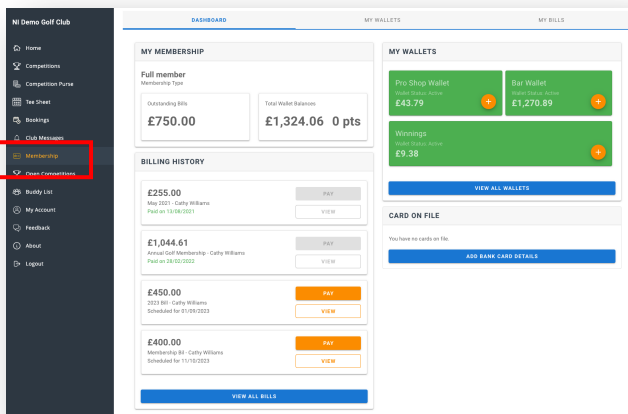 NI Demo Golf Club
Home
Competitions
Competition Purse
Tee Sheet
Bookings
Club Messages
Membership
Open Competitions
Buddy List
My Account
Feedback
About
Logout
DASHBOARD
MY WALLETS
MY BILLS
MY MEMBERSHIP
Full member
Membership Type
Outstanding Bills
£750.00
Total Wallet Balances
£1,324.06 0 pts
BILLING HISTORY
£255.00
May 2021 - Cathy Williams
Paid on 13/08/2021
PAY
VIEW
£1,044.61
Annual Golf Membership - Cathy Williams
Paid on 28/02/2022
PAY
VIEW
£450.00
2023 Bill - Cathy Williams
Scheduled for 01/09/2023
PAY
VIEW
£400.00
Membership Bil - Cathy Williams
Scheduled for 11/10/2023
PAY
VIEW
VIEW ALL BILLS
MY WALLETS
Pro Shop Wallet
Wallet Status: Active
£43.79
Bar Wallet
Wallet Status: Active
£1,270.89
Winnings
Wallet Status: Active
£9.38
VIEW ALL WALLETS
CARD ON FILE
You have no cards on file.
ADD BANK CARD DETAILS